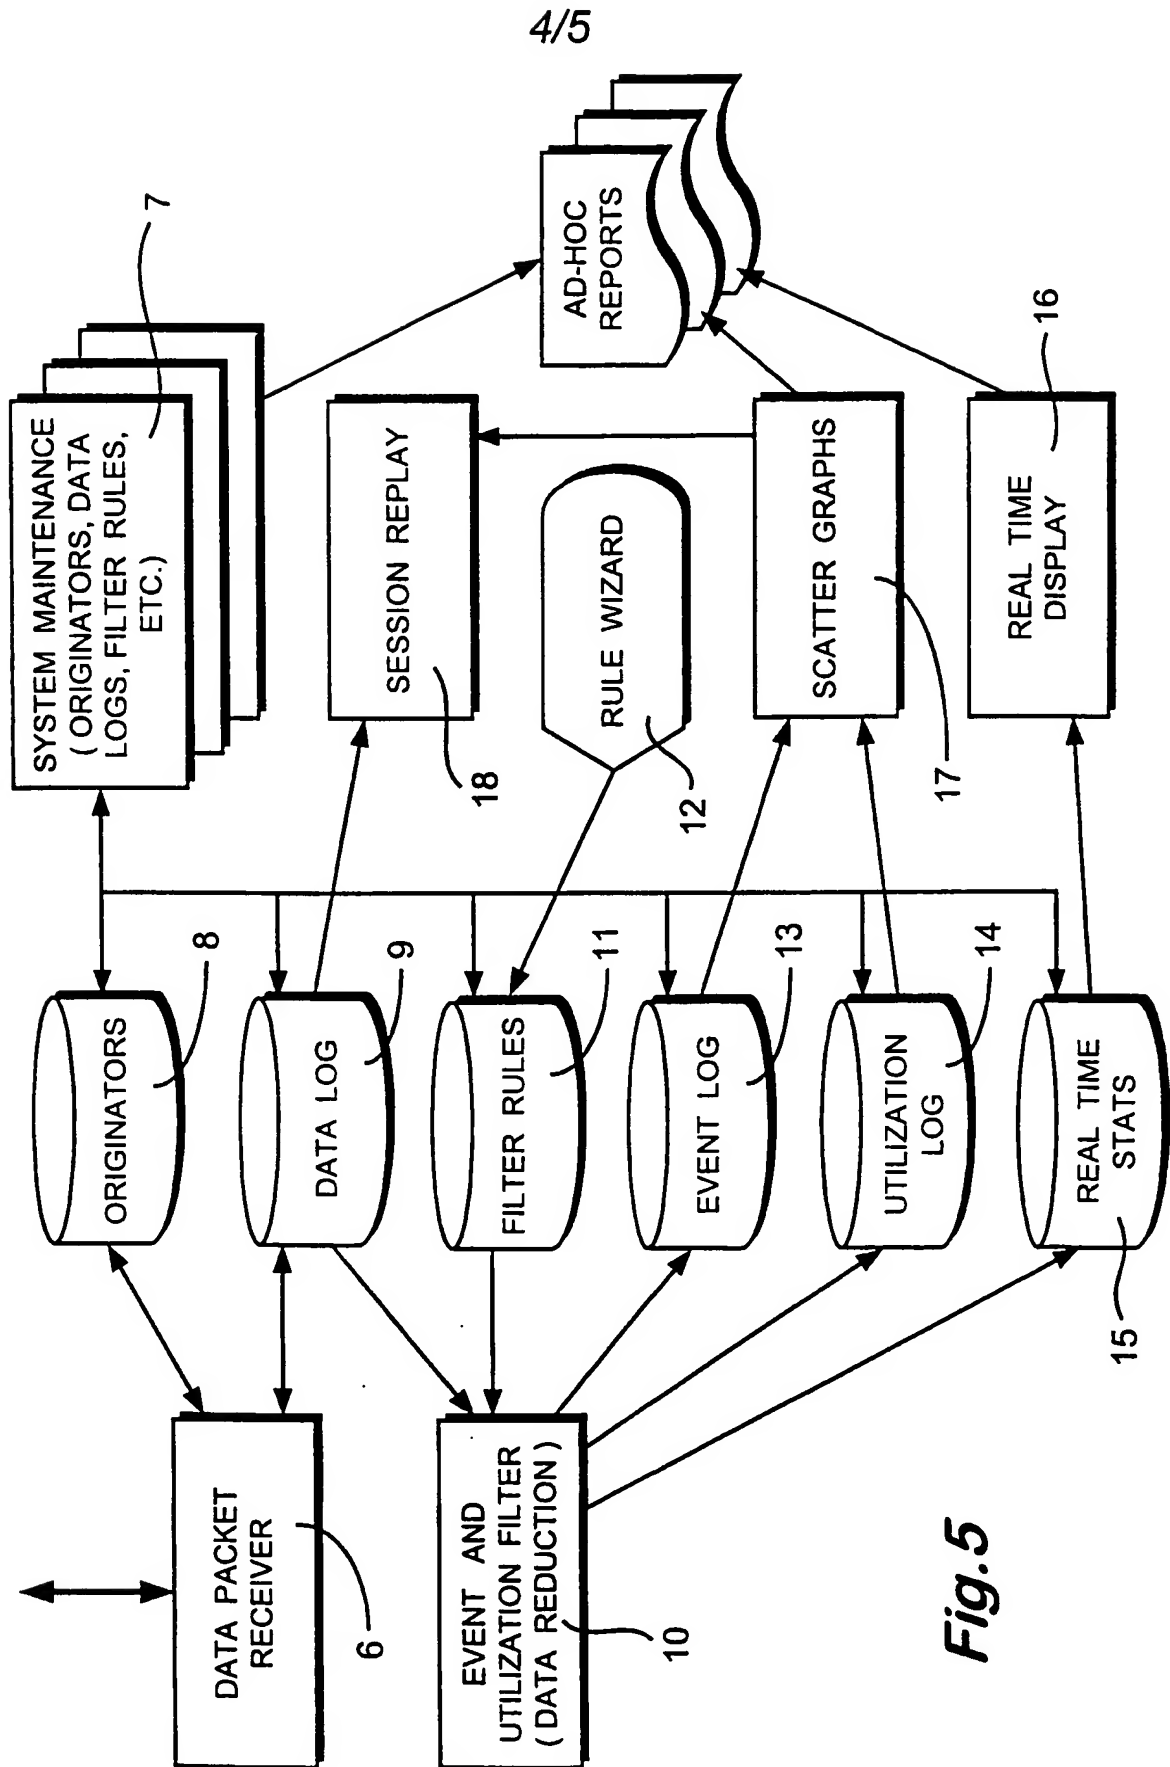 4/5
SYSTEM MAINTENANCE
( ORIGINATORS, DATA
LOGS, FILTER RULES,
ETC.)
7
SESSION REPLAY
18
RULE WIZARD
12
SCATTER GRAPHS
17
REAL TIME
DISPLAY
16
AD-HOC
REPORTS
ORIGINATORS
8
DATA LOG
9
FILTER RULES
11
EVENT LOG
13
UTILIZATION
LOG
14
REAL TIME
STATS
15
DATA PACKET
RECEIVER
6
EVENT AND
UTILIZATION FILTER
( DATA REDUCTION )
10
Fig.5